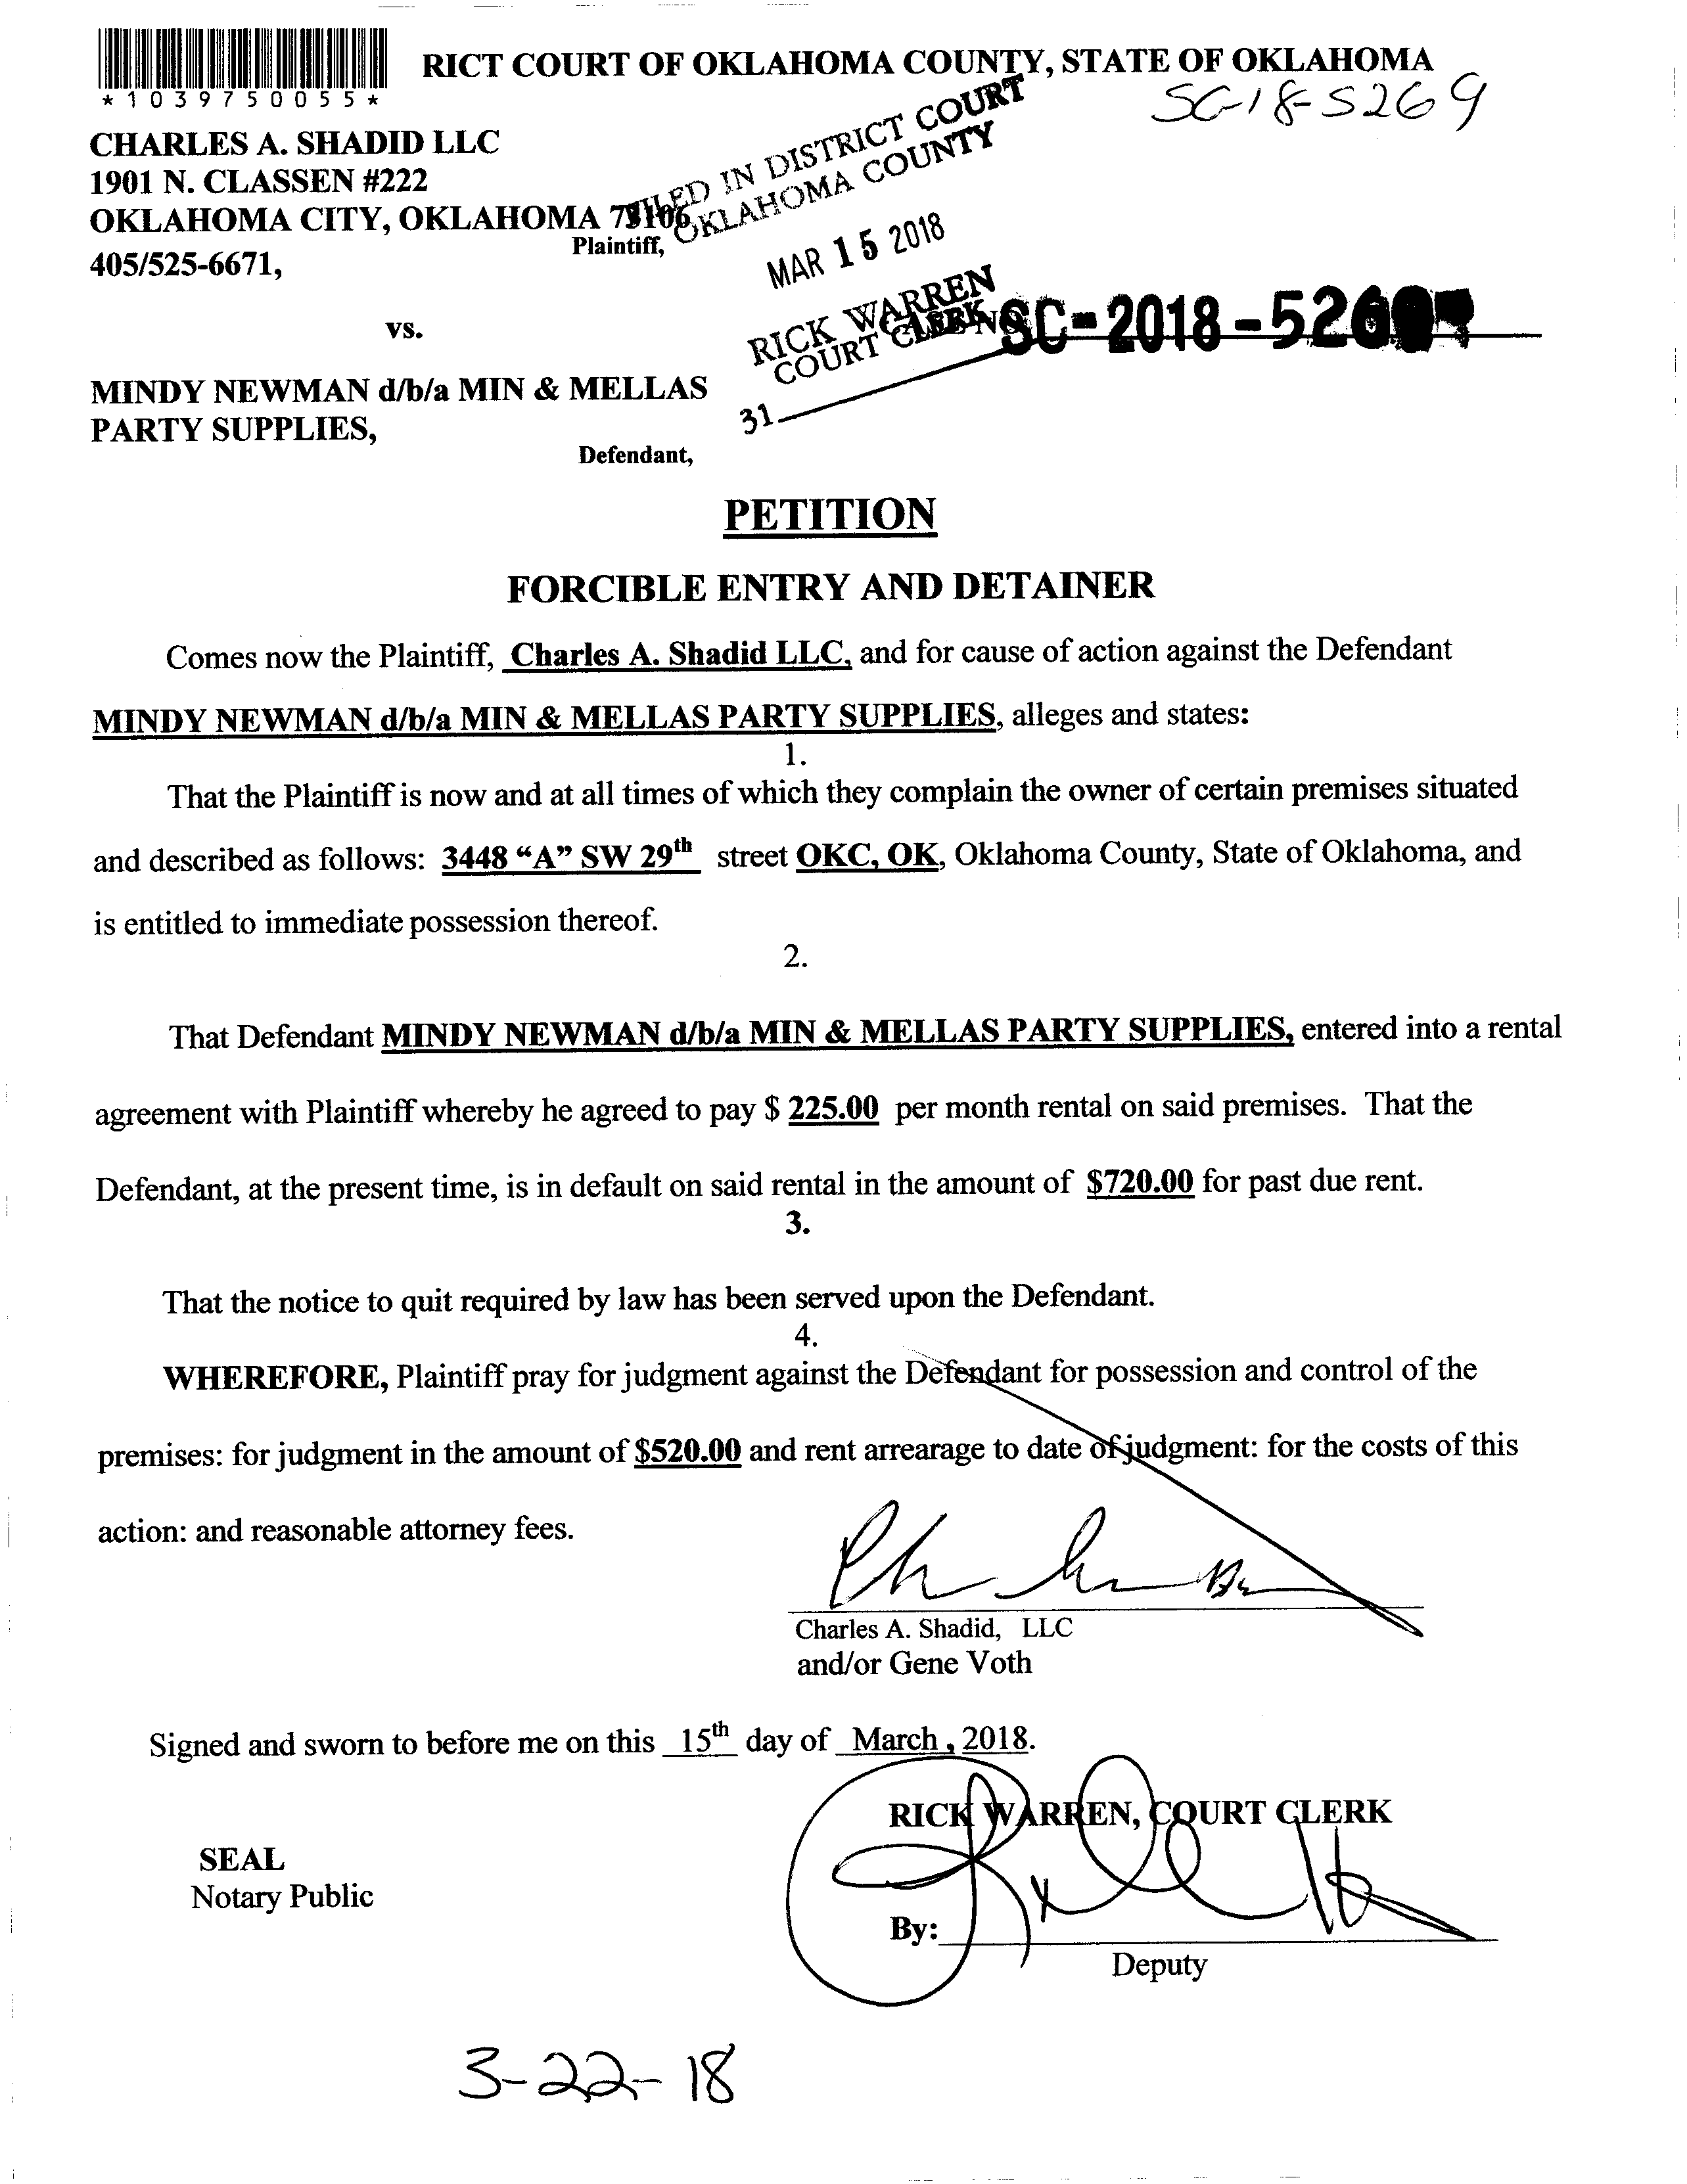 RICT COURT OF OKLAHOMA COUNTY, STATE OF OKLAHOMA
*1039750055*
SC-18-5269
CHARLES A. SHADID LLC
1901 N. CLASSEN #222
OKLAHOMA CITY, OKLAHOMA 73106
Plaintiff,
405/525-6671,
FILED IN DISTRICT COURT
OKLAHOMA COUNTY
MAR 15 2018
RICK WARREN
COURT CLERK
31
CASE NO
SC-2018-526
vs.
MINDY NEWMAN d/b/a MIN & MELLAS
PARTY SUPPLIES,
Defendant,
PETITION
FORCIBLE ENTRY AND DETAINER
Comes now the Plaintiff, Charles A. Shadid LLC, and for cause of action against the Defendant
MINDY NEWMAN d/b/a MIN & MELLAS PARTY SUPPLIES, alleges and states:
1.
That the Plaintiff is now and at all times of which they complain the owner of certain premises situated
and described as follows: 3448 “A” SW 29th street OKC, OK, Oklahoma County, State of Oklahoma, and
is entitled to immediate possession thereof.
2.
That Defendant MINDY NEWMAN d/b/a MIN & MELLAS PARTY SUPPLIES, entered into a rental
agreement with Plaintiff whereby he agreed to pay $ 225.00 per month rental on said premises. That the
Defendant, at the present time, is in default on said rental in the amount of $720.00 for past due rent.
3.
That the notice to quit required by law has been served upon the Defendant.
4.
WHEREFORE, Plaintiff pray for judgment against the Defendant for possession and control of the
premises: for judgment in the amount of $520.00 and rent arrearage to date of judgment: for the costs of this
action: and reasonable attorney fees.
Charles A. Shadid, LLC
and/or Gene Voth
Signed and sworn to before me on this 15th day of March , 2018.
RICK WARREN, COURT CLERK
SEAL
Notary Public
By:
Deputy
3-22-18